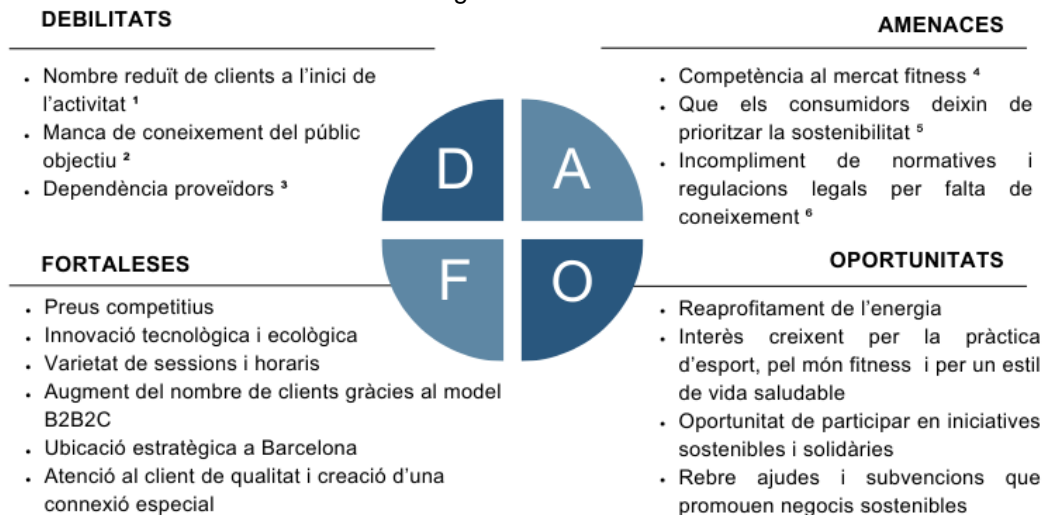 DEBILITATS
• Nombre reduït de clients a l’inici de
l’activitat ¹
• Manca de coneixement del públic
objectiu ²
• Dependència proveïdors ³
AMENACES
• Competència al mercat fitness ⁴
• Que els consumidors deixin de
prioritzar la sostenibilitat ⁵
• Incompliment de normatives i
regulacions legals per falta de
coneixement ⁶
D
A
F
O
FORTALESES
• Preus competitius
• Innovació tecnològica i ecològica
• Varietat de sessions i horaris
• Augment del nombre de clients gràcies al model
B2B2C
• Ubicació estratègica a Barcelona
• Atenció al client de qualitat i creació d’una
connexió especial
OPORTUNITATS
• Reaprofitament de l’energia
• Interès creixent per la pràctica
d’esport, pel món fitness i per un estil
de vida saludable
• Oportunitat de participar en iniciatives
sostenibles i solidàries
• Rebre ajudes i subvencions que
promouen negocis sostenibles